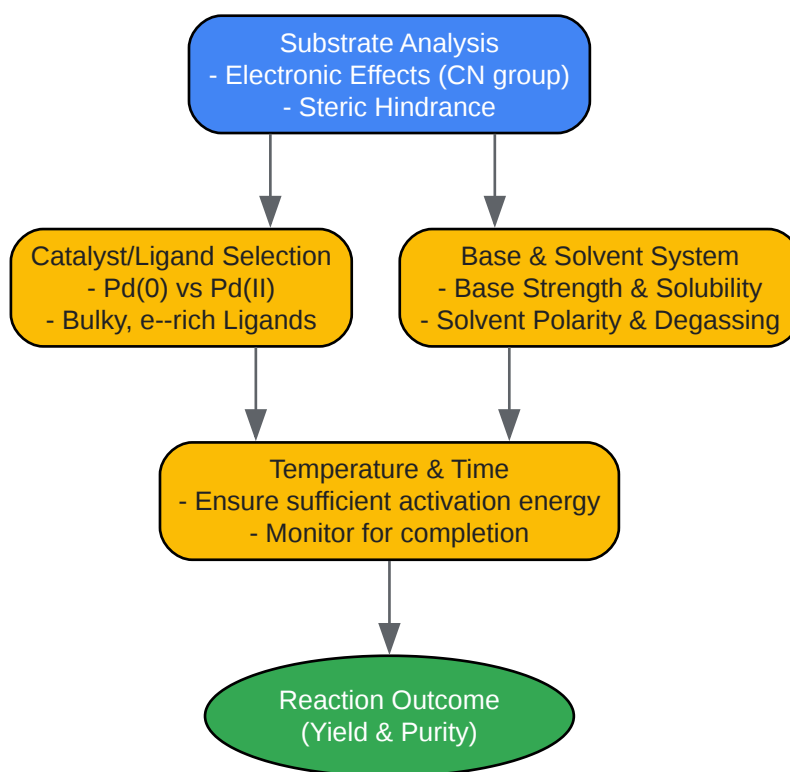 Substrate Analysis
- Electronic Effects (CN group)
- Steric Hindrance
Catalyst/Ligand Selection
- Pd(0) vs Pd(II)
- Bulky, e--rich Ligands
Base & Solvent System
- Base Strength & Solubility
- Solvent Polarity & Degassing
Temperature & Time
- Ensure sufficient activation energy
- Monitor for completion
Reaction Outcome
(Yield & Purity)